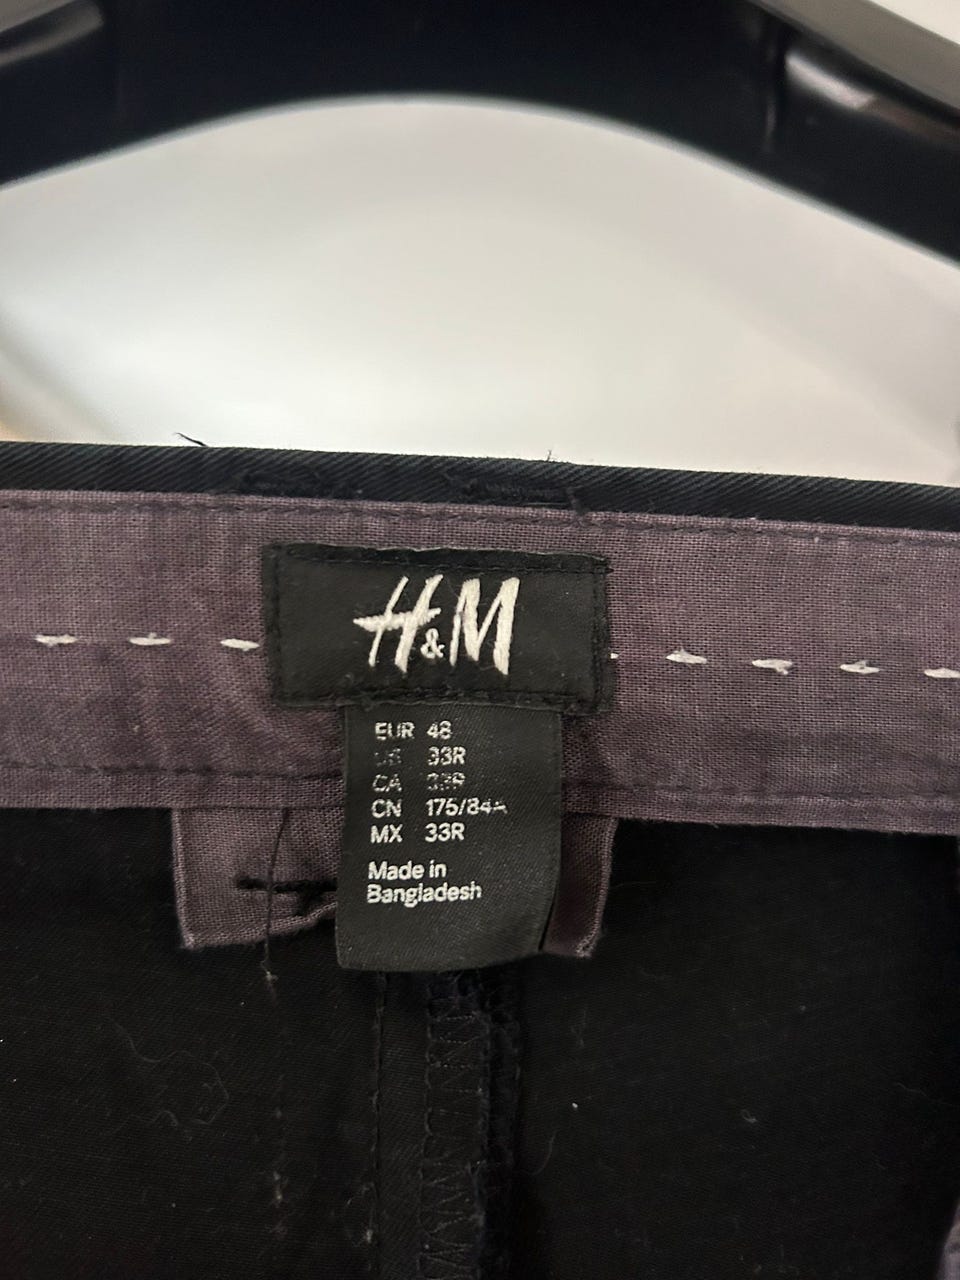 H&M
EUR 48
US 33R
CA 33R
CN 175/84A
MX 33R
Made in
Bangladesh